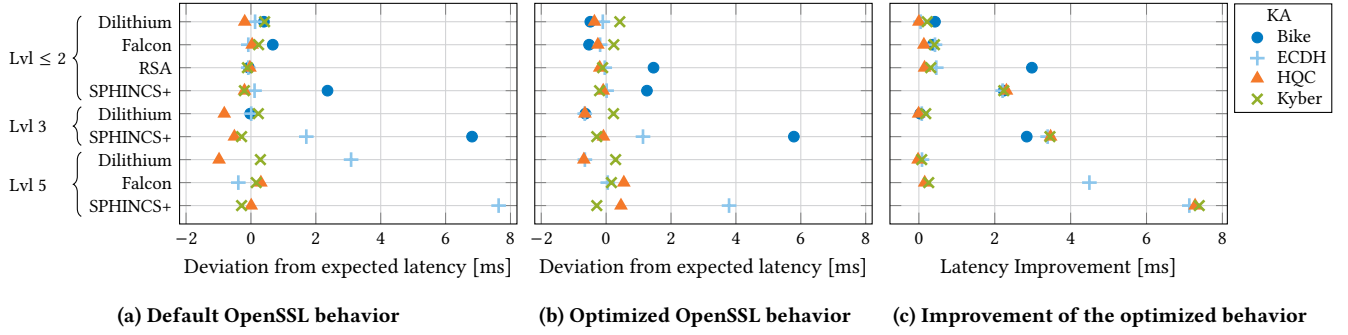 Lvl ≤ 2
Dilithium
Falcon
RSA
SPHINCS+
Lvl 3
Dilithium
SPHINCS+
Lvl 5
Dilithium
Falcon
SPHINCS+
−2 0 2 4 6 8
Deviation from expected latency [ms]
(a) Default OpenSSL behavior
−2 0 2 4 6 8
Deviation from expected latency [ms]
(b) Optimized OpenSSL behavior
0 2 4 6 8
Latency Improvement [ms]
(c) Improvement of the optimized behavior
KA
Bike
ECDH
HQC
Kyber